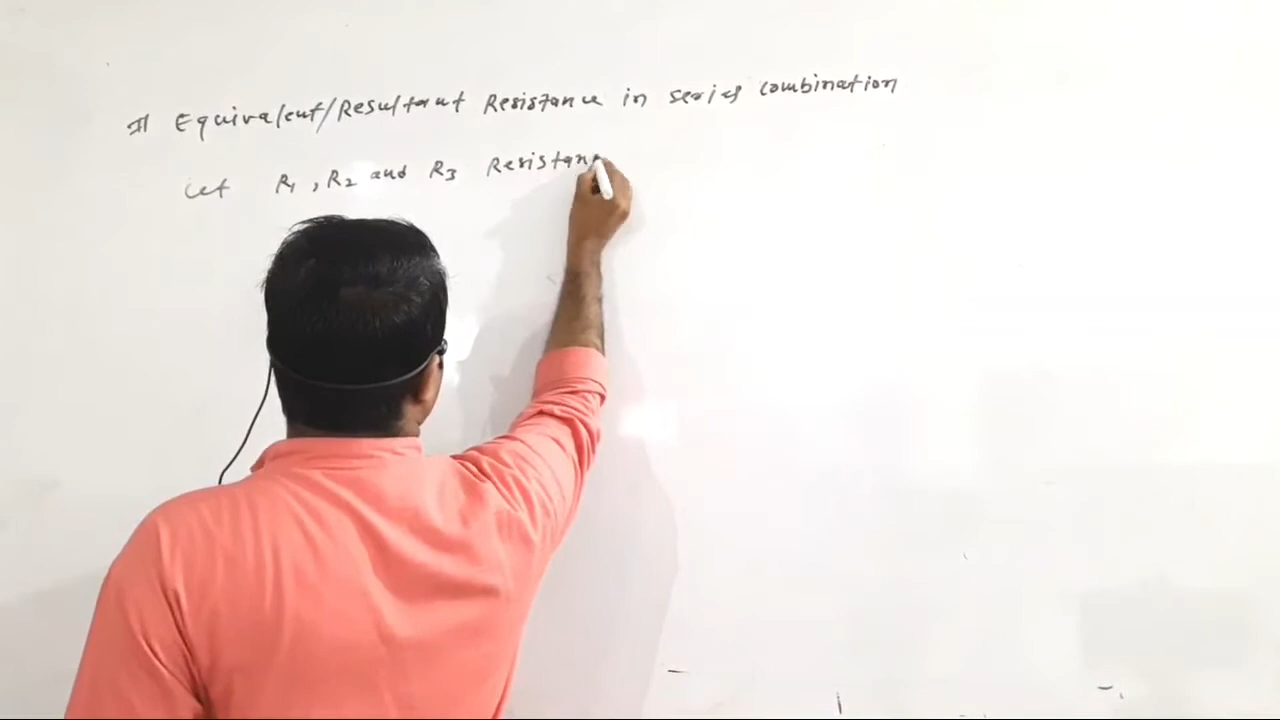 # Equivalent/Resultant Resistance in series combination
Let R1, R2 and R3 Resistan